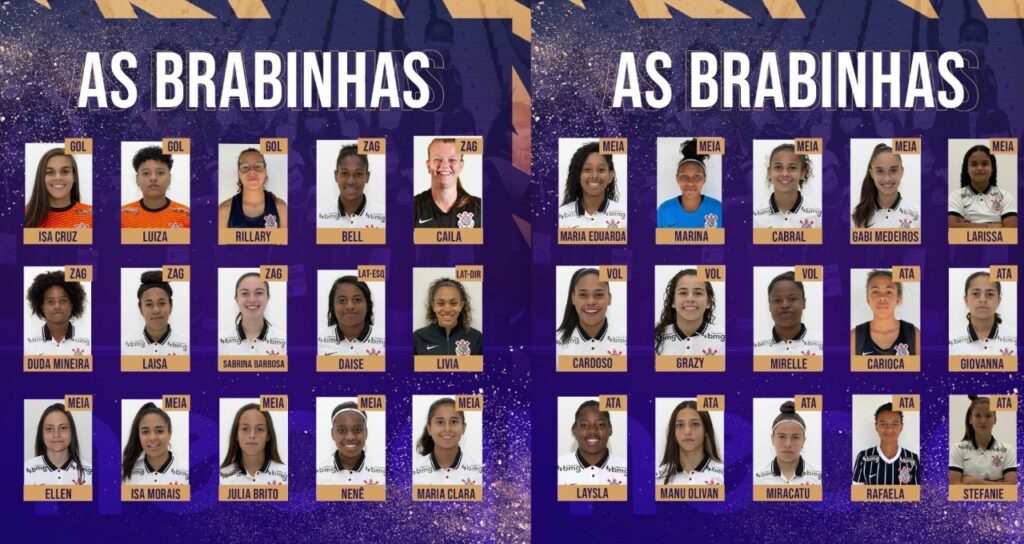 AS BRABINHAS
GOL GOL GOL ZAG ZAG
ISA CRUZ LUIZA RILLARY BELL CAILA
ZAG ZAG ZAG LAT-ESQ LAT-DIR
DUDA MINEIRA LAISA SABRINA BARBOSA DAISE LIVIA
MEIA MEIA MEIA MEIA MEIA
ELLEN ISA MORAIS JULIA BRITO NENÊ MARIA CLARA
AS BRABINHAS
MEIA MEIA MEIA MEIA MEIA
MARIA EDUARDA MARINA CABRAL GABI MEDEIROS LARISSA
VOL VOL VOL ATA ATA
CARDOSO GRAZY MIRELLE CARIOCA GIOVANNA
ATA ATA ATA ATA ATA
LAYSLA MANU OLIVAN MIRACATU RAFAELA STEFANIE